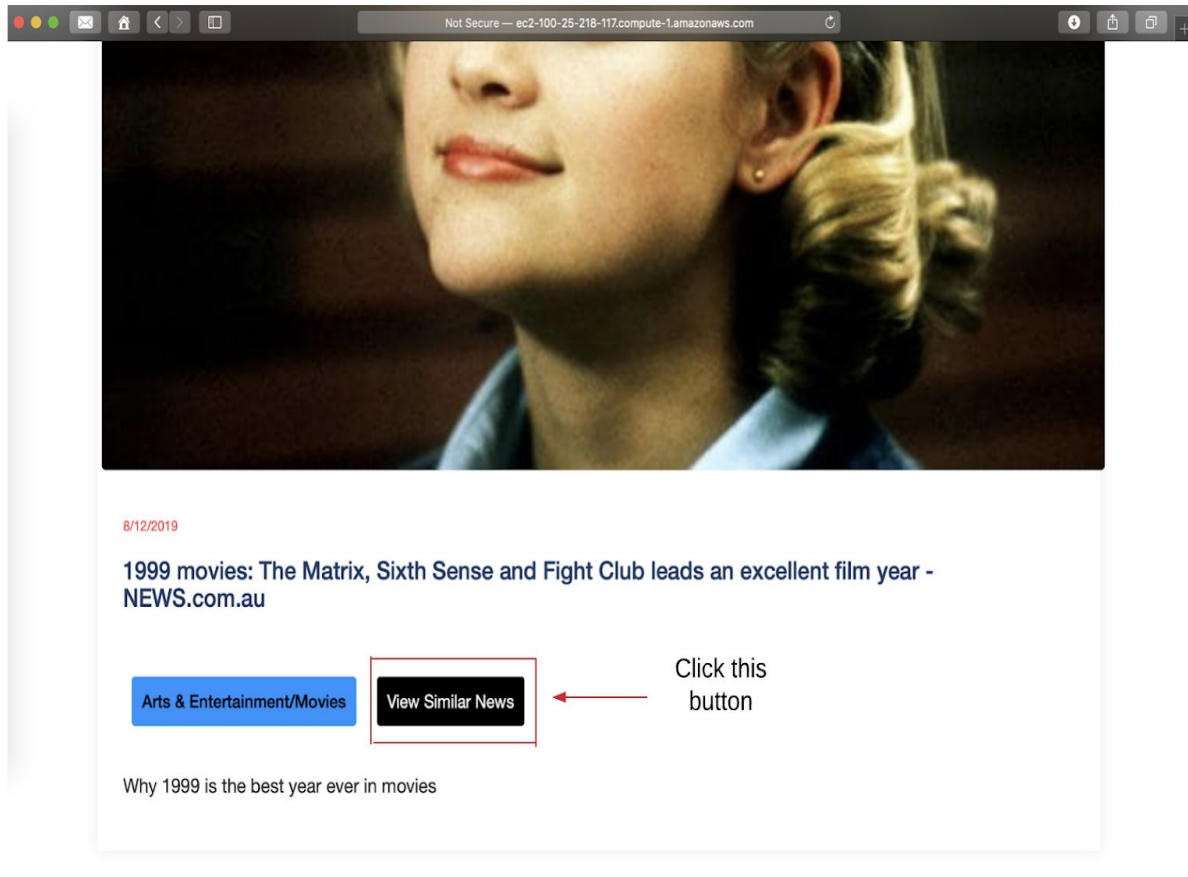 Not Secure — ec2-100-25-218-117.compute-1.amazonaws.com
8/12/2019
1999 movies: The Matrix, Sixth Sense and Fight Club leads an excellent film year -
NEWS.com.au
Arts & Entertainment/Movies
View Similar News
Click this
button
Why 1999 is the best year ever in movies